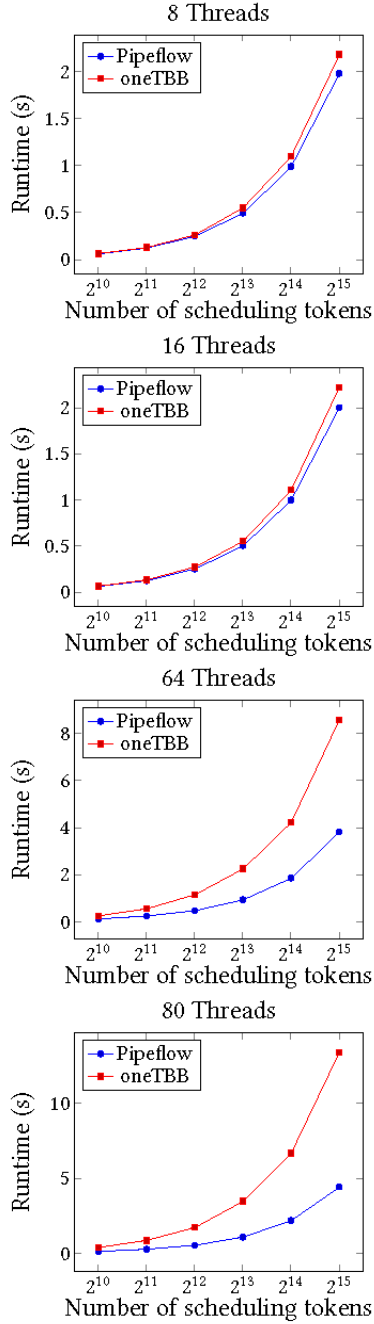 8 Threads
Pipeflow
oneTBB
Runtime (s)
2
1.5
1
0.5
0
2^10 2^11 2^12 2^13 2^14 2^15
Number of scheduling tokens
16 Threads
Pipeflow
oneTBB
Runtime (s)
2
1.5
1
0.5
0
2^10 2^11 2^12 2^13 2^14 2^15
Number of scheduling tokens
64 Threads
Pipeflow
oneTBB
Runtime (s)
8
6
4
2
0
2^10 2^11 2^12 2^13 2^14 2^15
Number of scheduling tokens
80 Threads
Pipeflow
oneTBB
Runtime (s)
10
5
0
2^10 2^11 2^12 2^13 2^14 2^15
Number of scheduling tokens